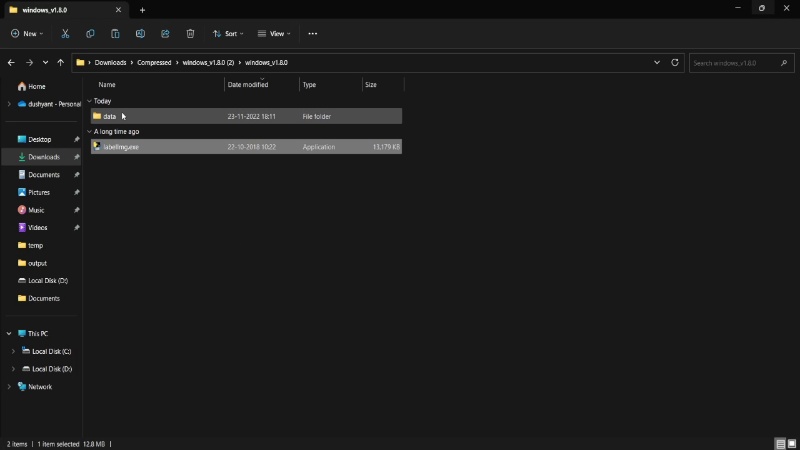 windows_v1.8.0
New
Sort
View
Downloads > Compressed > windows_v1.8.0 (2) > windows_v1.8.0
Search windows_v1.8.0
Home
dushyant - Personal
Desktop
Downloads
Documents
Pictures
Music
Videos
temp
output
Local Disk (D:)
Documents
This PC
Local Disk (C:)
Local Disk (D:)
Network
Name Date modified Type Size
Today
data 23-11-2022 18:11 File folder
A long time ago
labelImg.exe 22-10-2018 10:22 Application 13,179 KB
2 items 1 item selected 12.8 MB